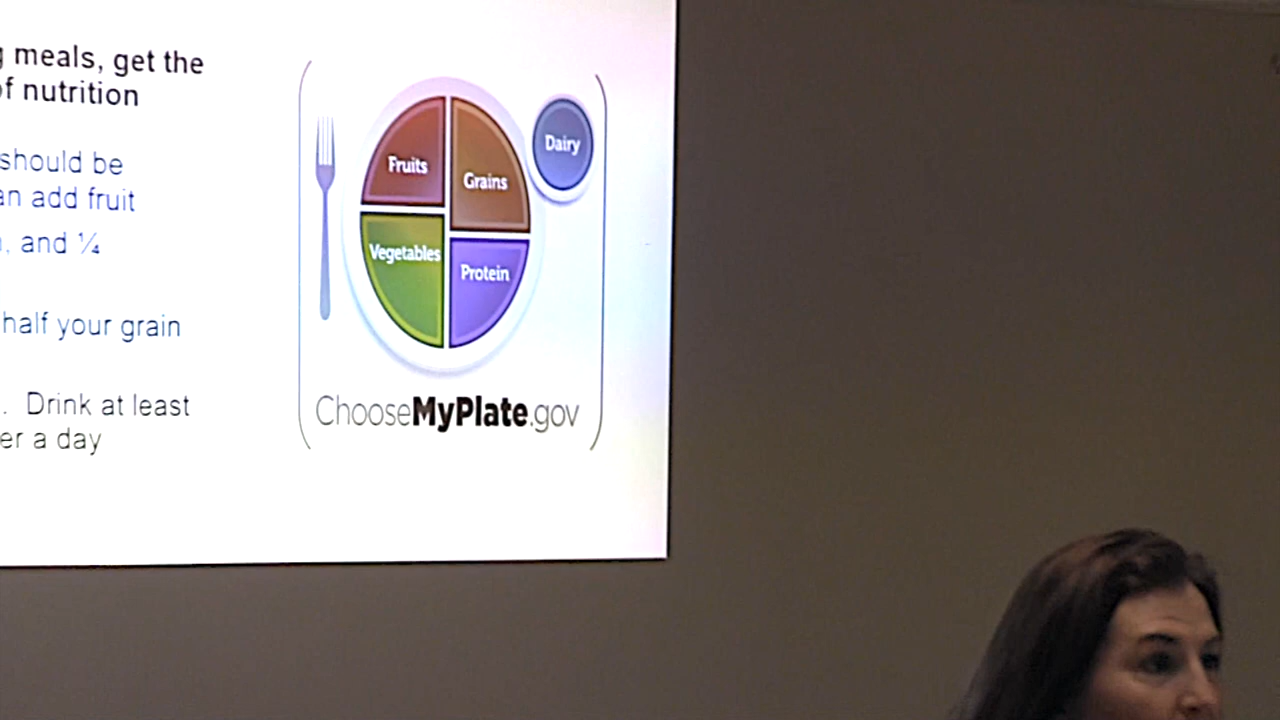 meals, get the
of nutrition
should be
an add fruit
and ¼
half your grain
. Drink at least
er a day
Fruits
Grains
Dairy
Vegetables
Protein
ChooseMyPlate.gov